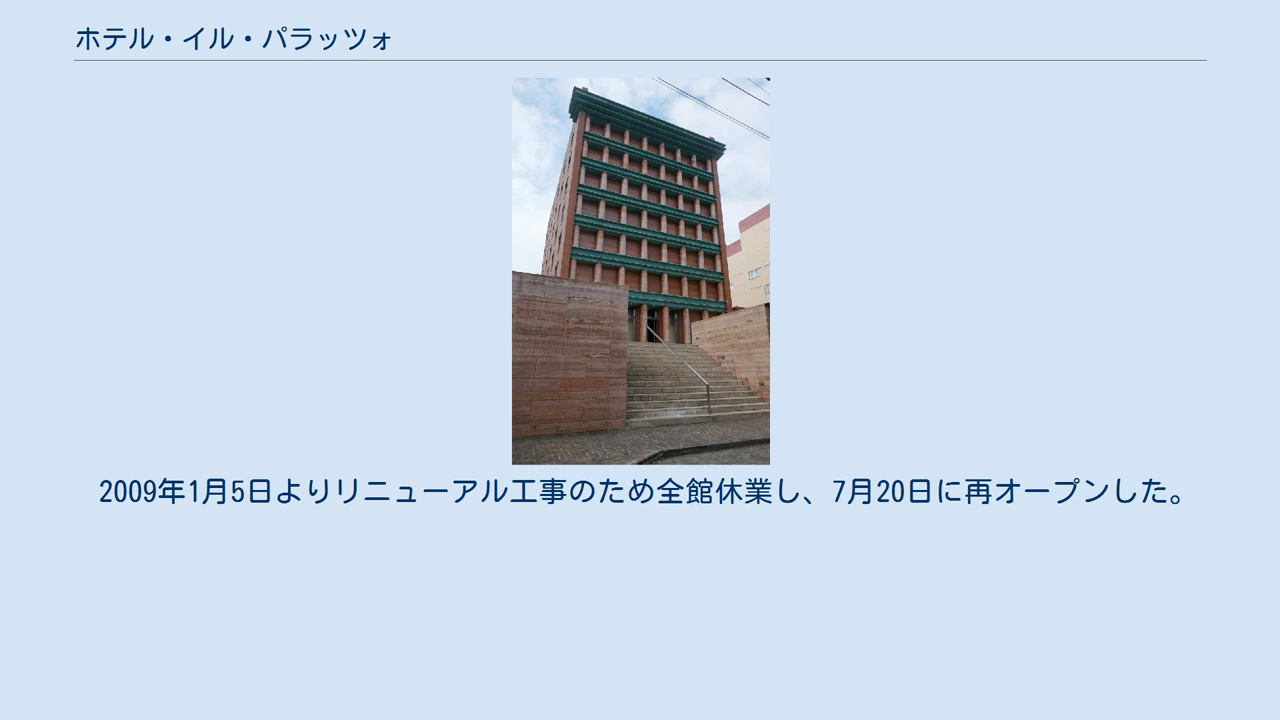 ホテル・イル・パラッツォ
2009年1月5日よりリニューアル工事のため全館休業し、7月20日に再オープンした。